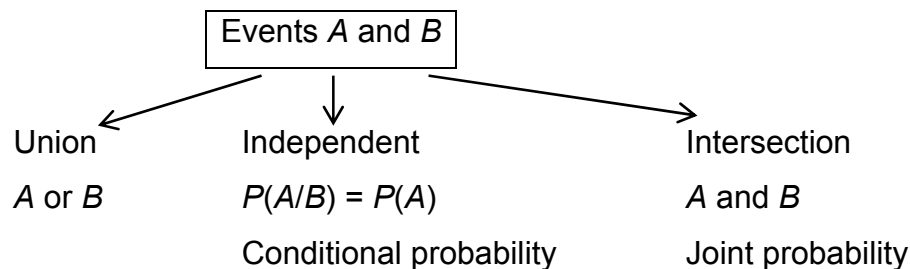 Events A and B
Union Independent Intersection
A or B P(A/B) = P(A) A and B
Conditional probability Joint probability